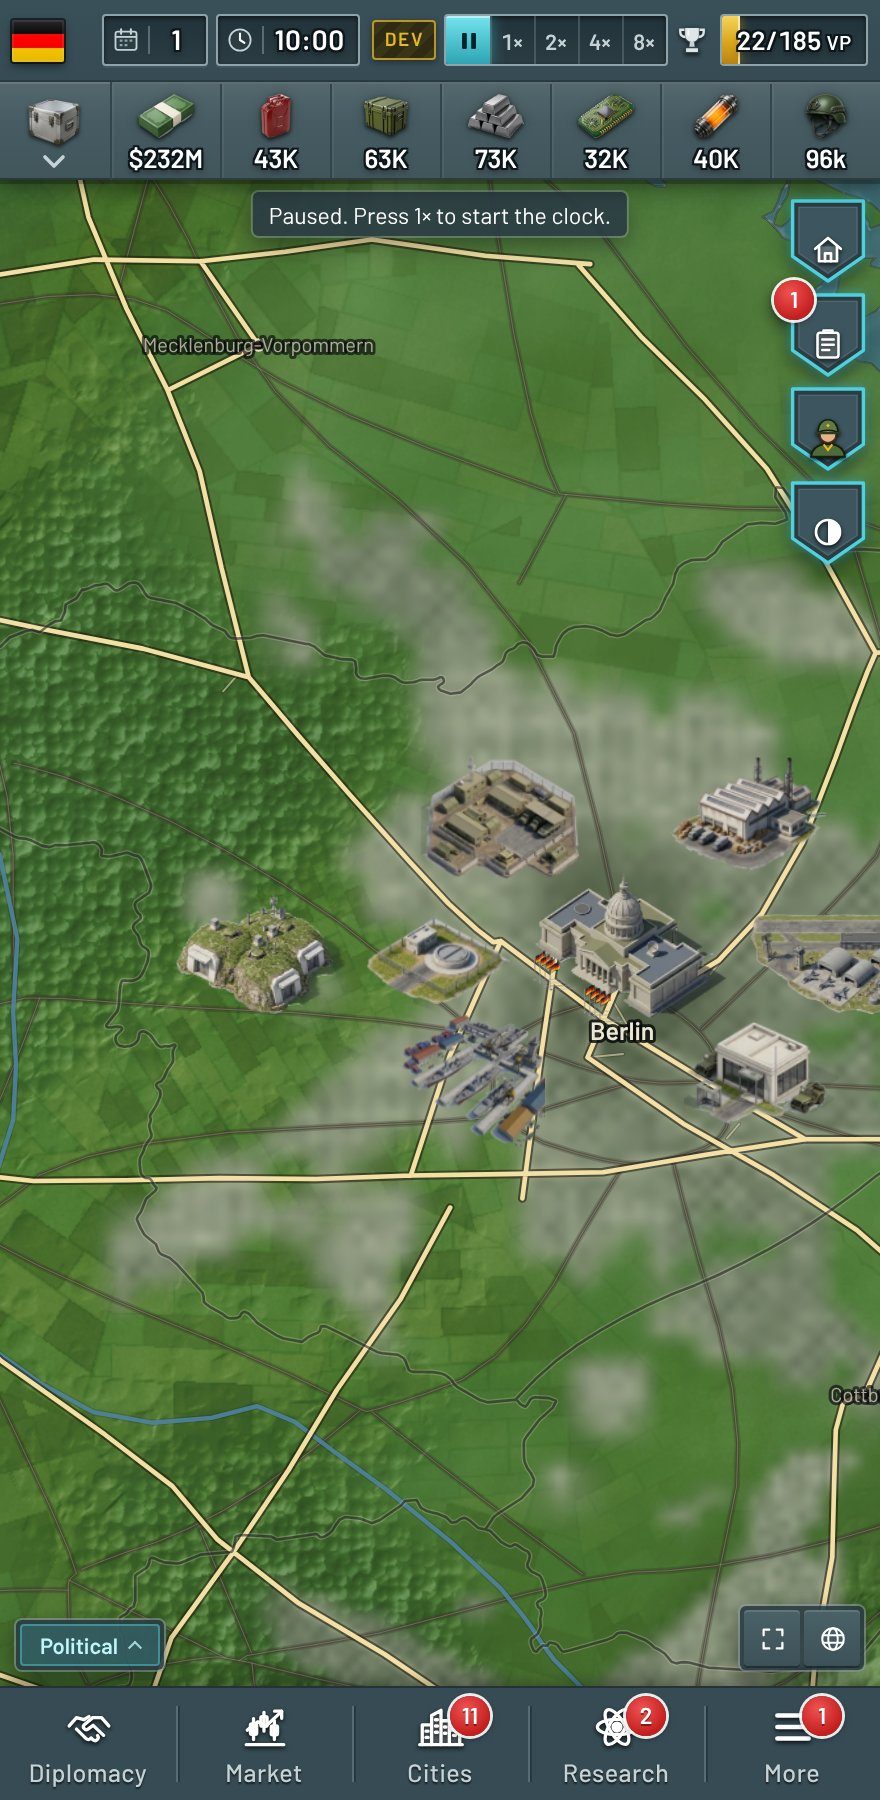 1
10:00
DEV
1×
2×
4×
8×
22/185 VP
$232M
43K
63K
73K
32K
40K
96k
Paused. Press 1× to start the clock.
1
Mecklenburg-Vorpommern
Berlin
Cottb
Political
11
2
1
Diplomacy
Market
Cities
Research
More